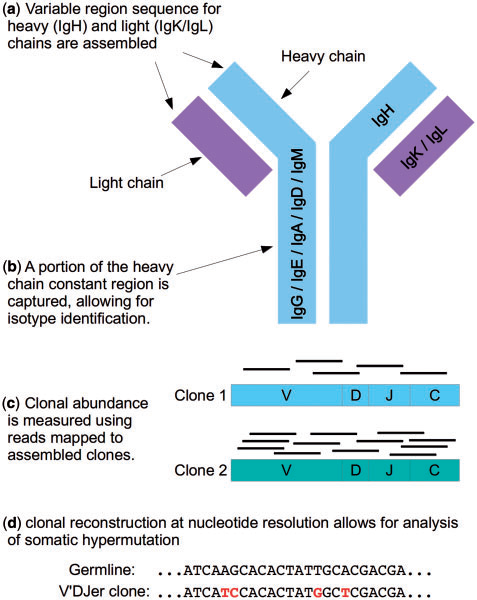 (a) Variable region sequence for
heavy (IgH) and light (IgK/IgL)
chains are assembled
Heavy chain
IgH
IgK / IgL
Light chain
IgG / IgE / IgA / IgD / IgM
(b) A portion of the heavy
chain constant region is
captured, allowing for
isotype identification.
(c) Clonal abundance
is measured using
reads mapped to
assembled clones.
Clone 1
V D J C
Clone 2
V D J C
(d) clonal reconstruction at nucleotide resolution allows for analysis
of somatic hypermutation
Germline: ...ATCAAGCACACTATTGCACGACGA...
V'DJer clone: ...ATCATCCACACTATGGCTCGACGA...